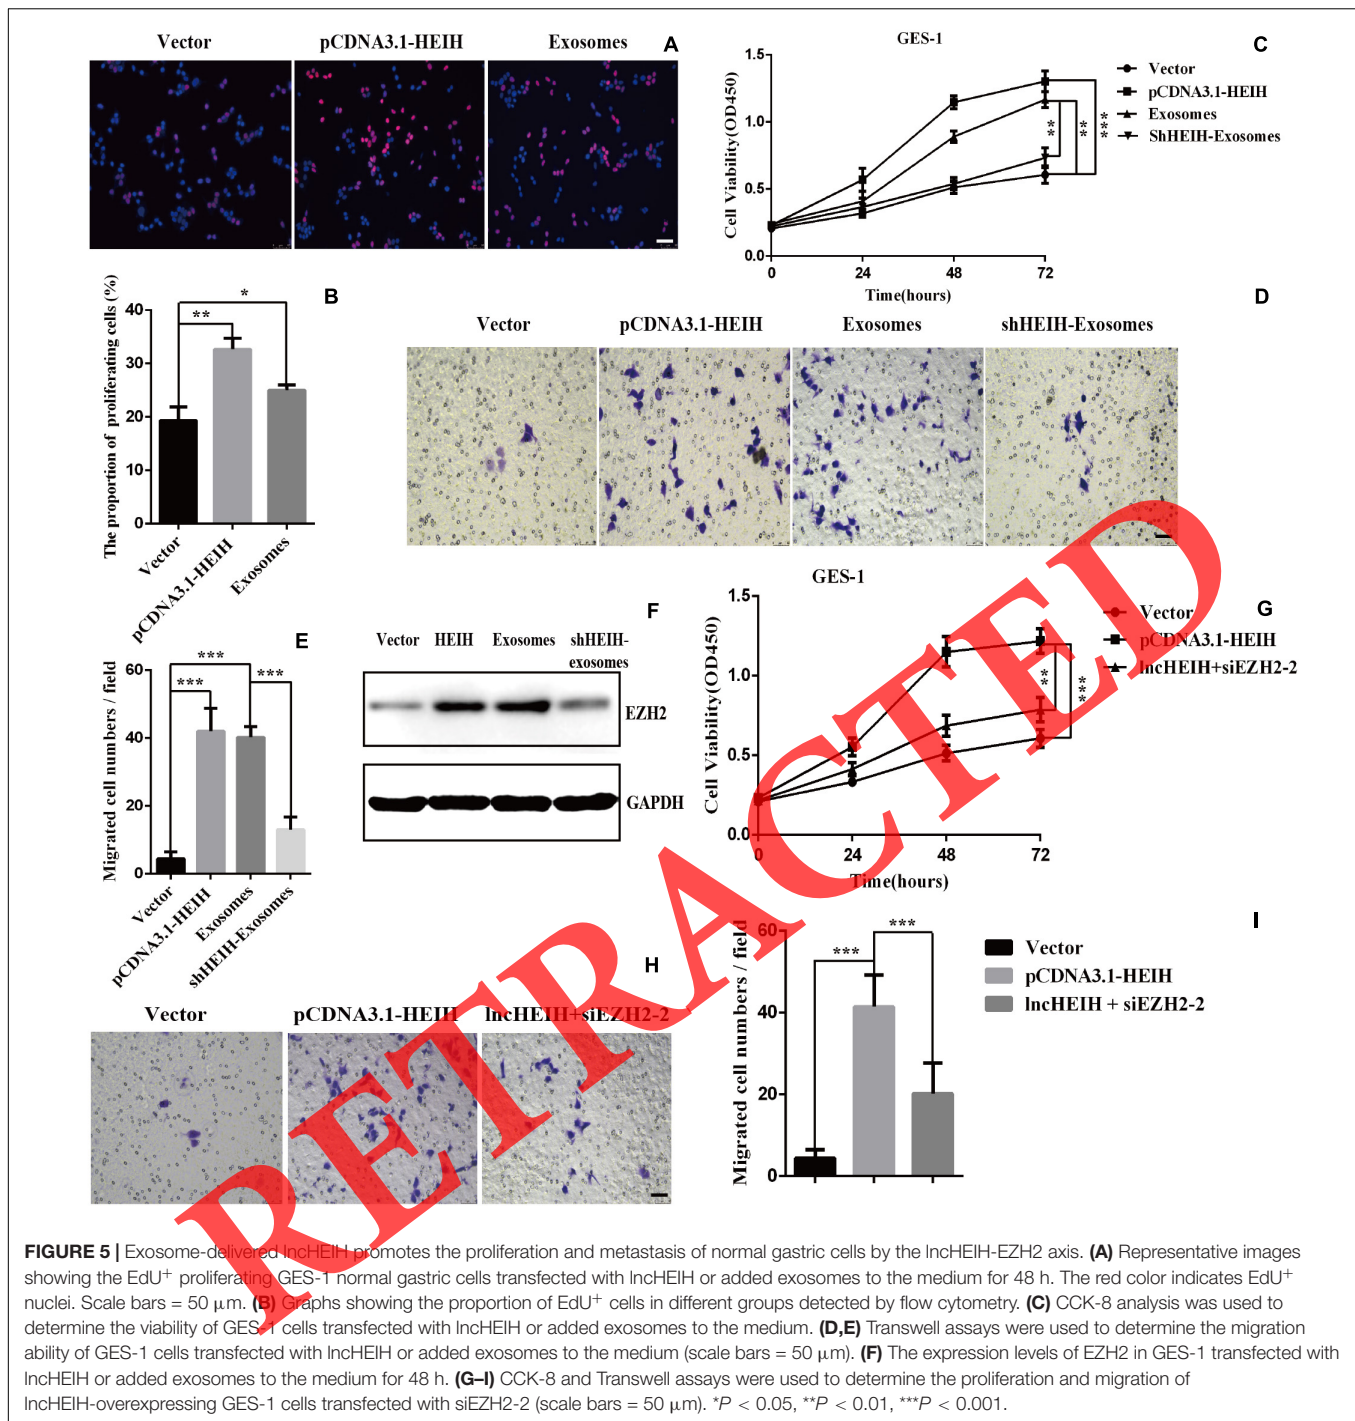 Vector pCDNA3.1-HEIH Exosomes A
GES-1 C
Cell Viability(OD450)
1.5
1.0
0.5
0.0
0 24 48 72
Time(hours)
Vector
pCDNA3.1-HEIH
Exosomes
ShHEIH-Exosomes
** ** ***
B
The proportion of proliferating cells (%)
40
30
20
10
0
** *
Vector pCDNA3.1-HEIH Exosomes
D
Vector pCDNA3.1-HEIH Exosomes shHEIH-Exosomes
E
Migrated cell numbers / field
60
40
20
0
*** *** ***
Vector pCDNA3.1-HEIH Exosomes shHEIH-Exosomes
F
Vector HEIH Exosomes shHEIH-
exosomes
EZH2
GAPDH
GES-1
G
Cell Viability(OD450)
1.5
1.0
0.5
0.0
0 24 48 72
Time(hours)
Vector
pCDNA3.1-HEIH
lncHEIH+siEZH2-2
** ***
H
Vector pCDNA3.1-HEIH lncHEIH+siEZH2-2
I
Migrated cell numbers / field
60
40
20
0
*** ***
Vector
pCDNA3.1-HEIH
lncHEIH + siEZH2-2
RETRACTED
FIGURE 5 | Exosome-delivered lncHEIH promotes the proliferation and metastasis of normal gastric cells by the lncHEIH-EZH2 axis. (A) Representative images
showing the EdU+ proliferating GES-1 normal gastric cells transfected with lncHEIH or added exosomes to the medium for 48 h. The red color indicates EdU+
nuclei. Scale bars = 50 μm. (B) Graphs showing the proportion of EdU+ cells in different groups detected by flow cytometry. (C) CCK-8 analysis was used to
determine the viability of GES-1 cells transfected with lncHEIH or added exosomes to the medium. (D,E) Transwell assays were used to determine the migration
ability of GES-1 cells transfected with lncHEIH or added exosomes to the medium (scale bars = 50 μm). (F) The expression levels of EZH2 in GES-1 transfected with
lncHEIH or added exosomes to the medium for 48 h. (G–I) CCK-8 and Transwell assays were used to determine the proliferation and migration of
lncHEIH-overexpressing GES-1 cells transfected with siEZH2-2 (scale bars = 50 μm). *P < 0.05, **P < 0.01, ***P < 0.001.